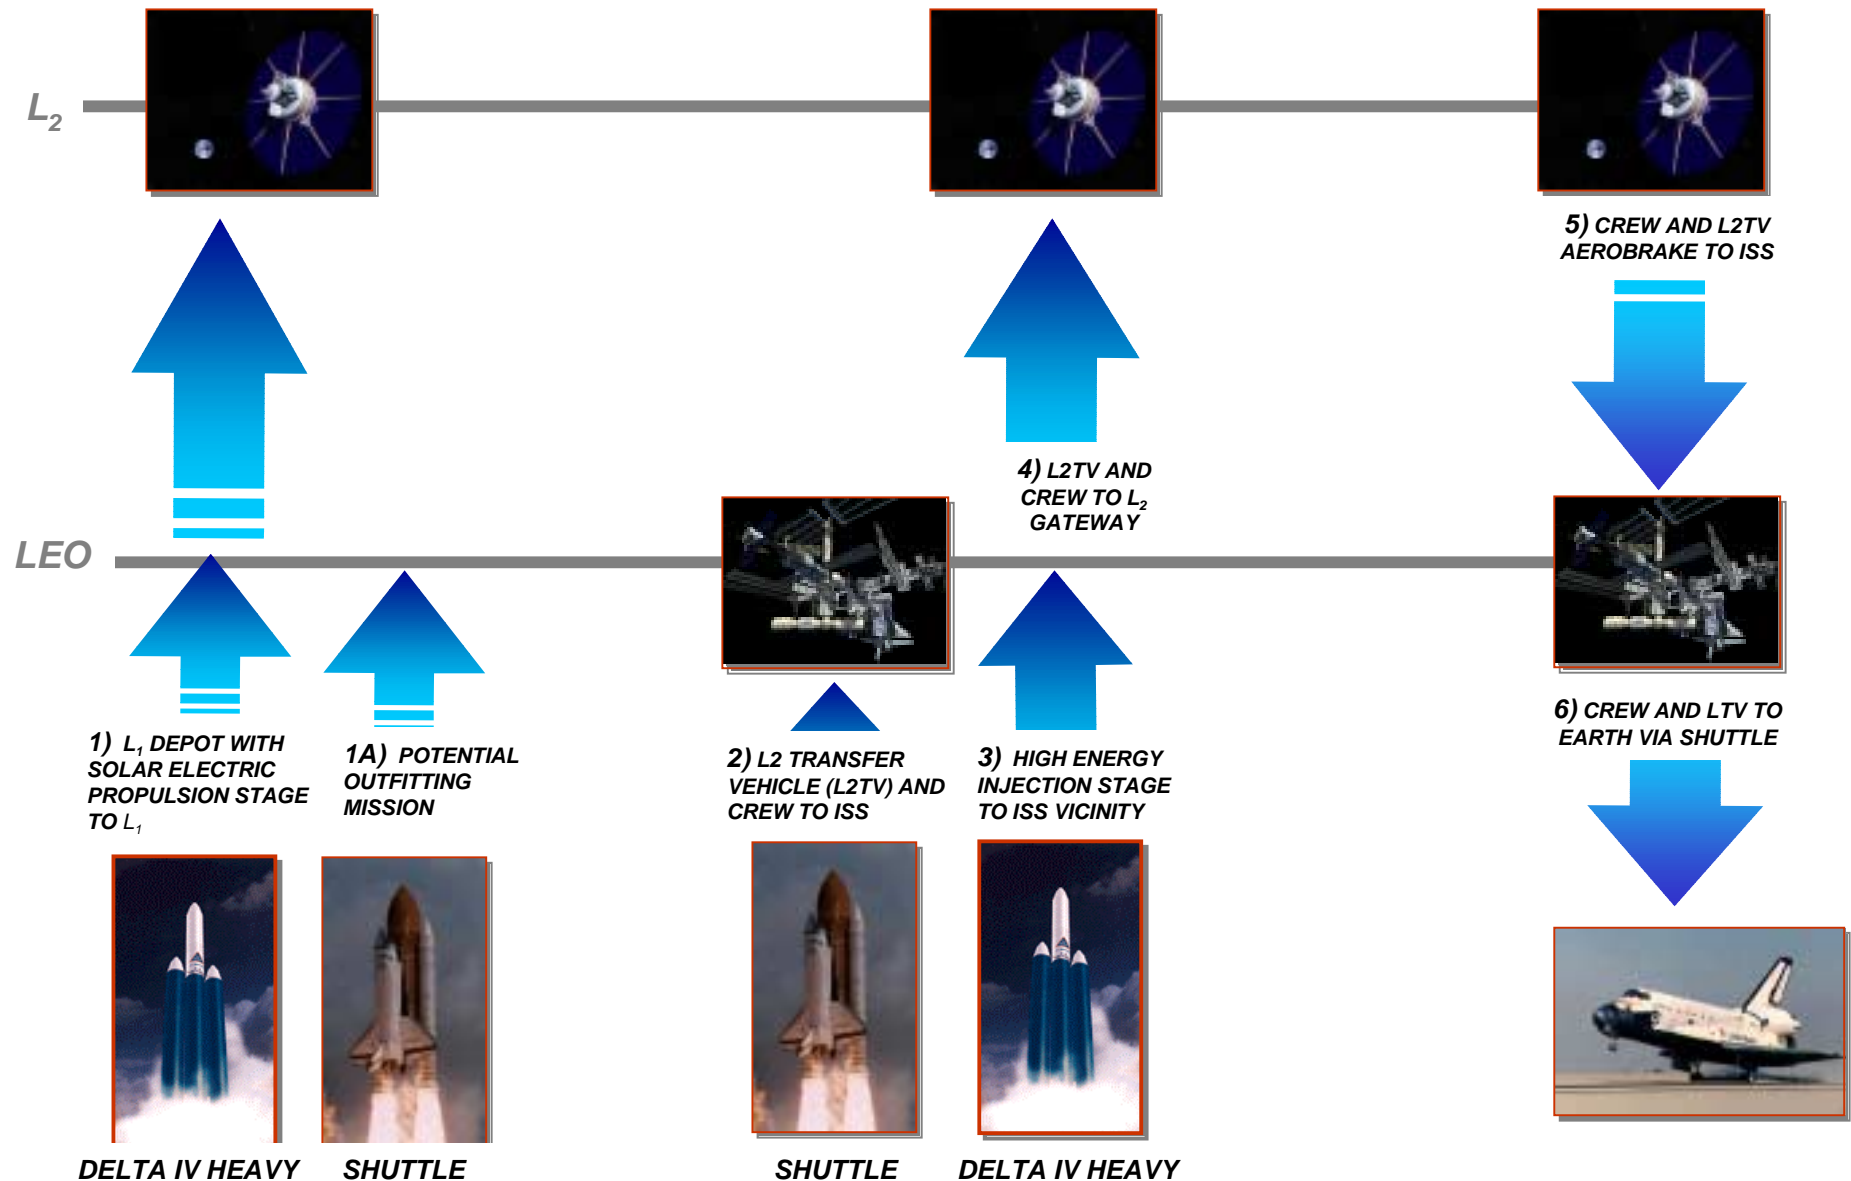 L2
5) CREW AND L2TV
AEROBRAKE TO ISS
4) L2TV AND
CREW TO L2
GATEWAY
LEO
1) L1 DEPOT WITH
SOLAR ELECTRIC
PROPULSION STAGE
TO L1
1A) POTENTIAL
OUTFITTING
MISSION
2) L2 TRANSFER
VEHICLE (L2TV) AND
CREW TO ISS
3) HIGH ENERGY
INJECTION STAGE
TO ISS VICINITY
6) CREW AND LTV TO
EARTH VIA SHUTTLE
DELTA IV HEAVY
SHUTTLE
SHUTTLE
DELTA IV HEAVY